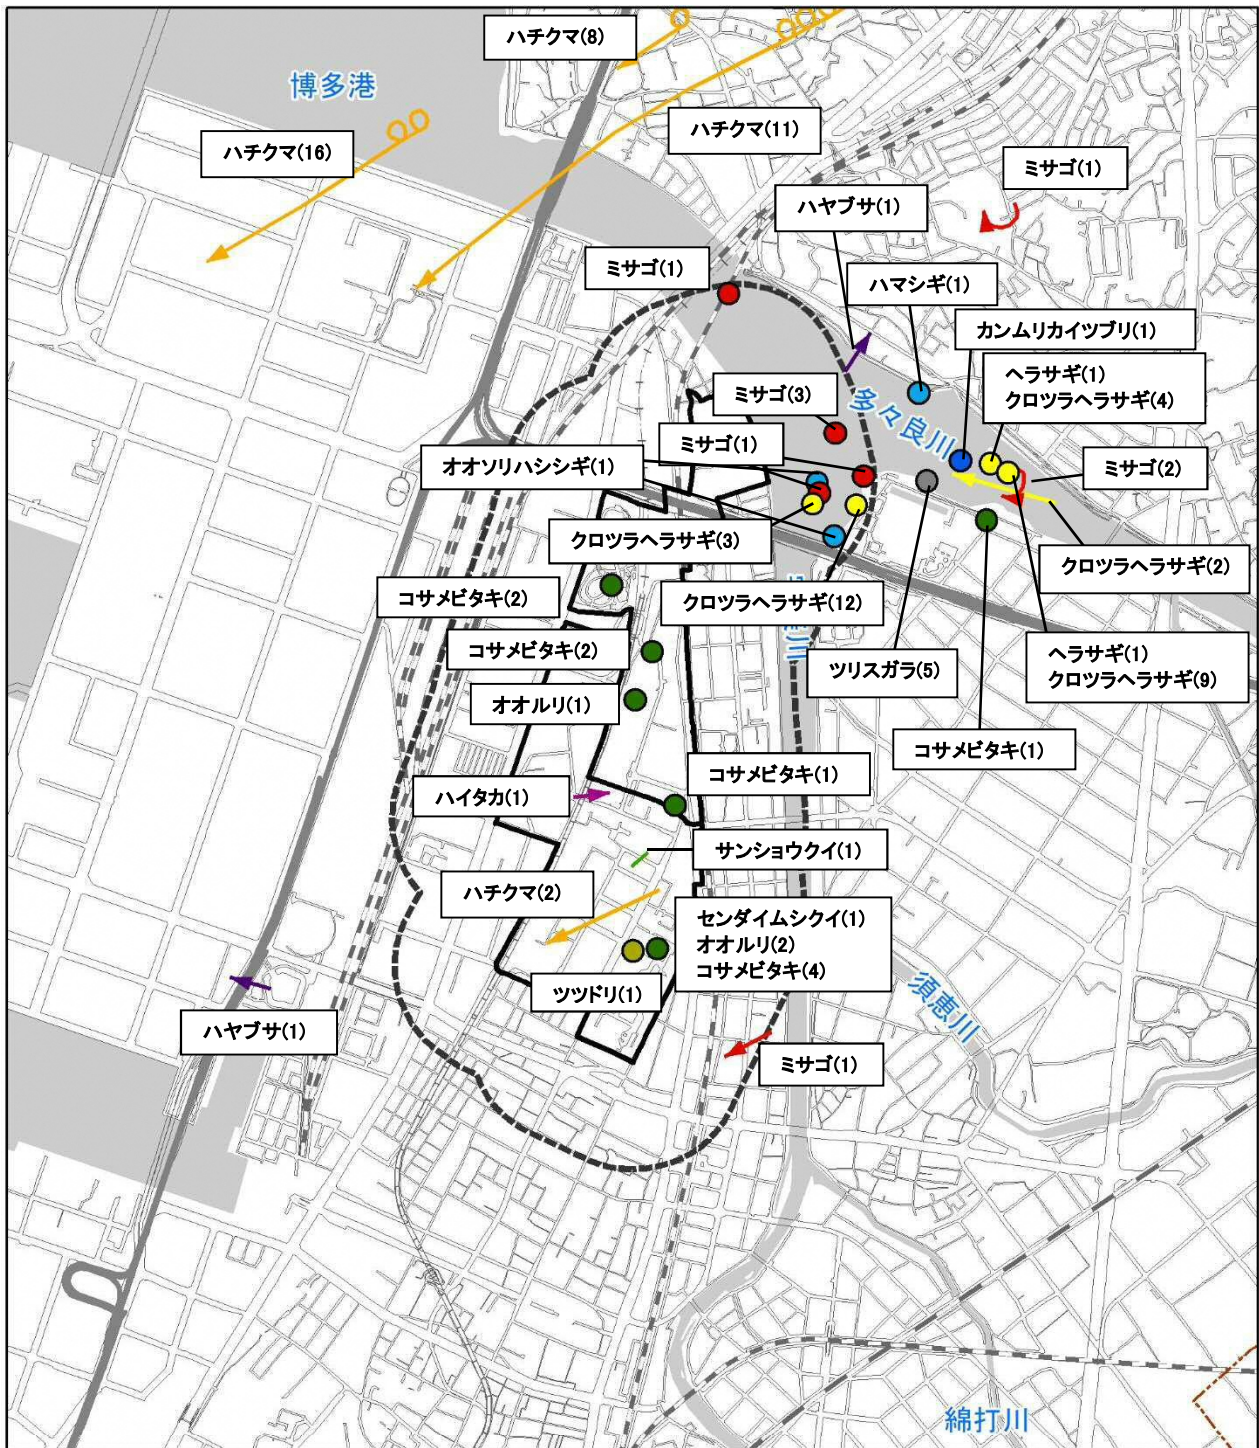 ハチクマ(8)
博多港
ハチクマ(11)
ハチクマ(16)
ミサゴ(1)
ハヤブサ(1)
ミサゴ(1)
ハマシギ(1)
カンムリカイツブリ(1)
ヘラサギ(1)
クロツラヘラサギ(4)
ミサゴ(3)
多々良川
ミサゴ(1)
オオソリハシシギ(1)
ミサゴ(2)
クロツラヘラサギ(3)
クロツラヘラサギ(2)
コサメビタキ(2)
クロツラヘラサギ(12)
コサメビタキ(2)
ツリスガラ(5)
ヘラサギ(1)
クロツラヘラサギ(9)
オオルリ(1)
コサメビタキ(1)
コサメビタキ(1)
ハイタカ(1)
サンショウクイ(1)
ハチクマ(2)
センダイムシクイ(1)
オオルリ(2)
コサメビタキ(4)
ツツドリ(1)
須恵川
ハヤブサ(1)
ミサゴ(1)
綿打川